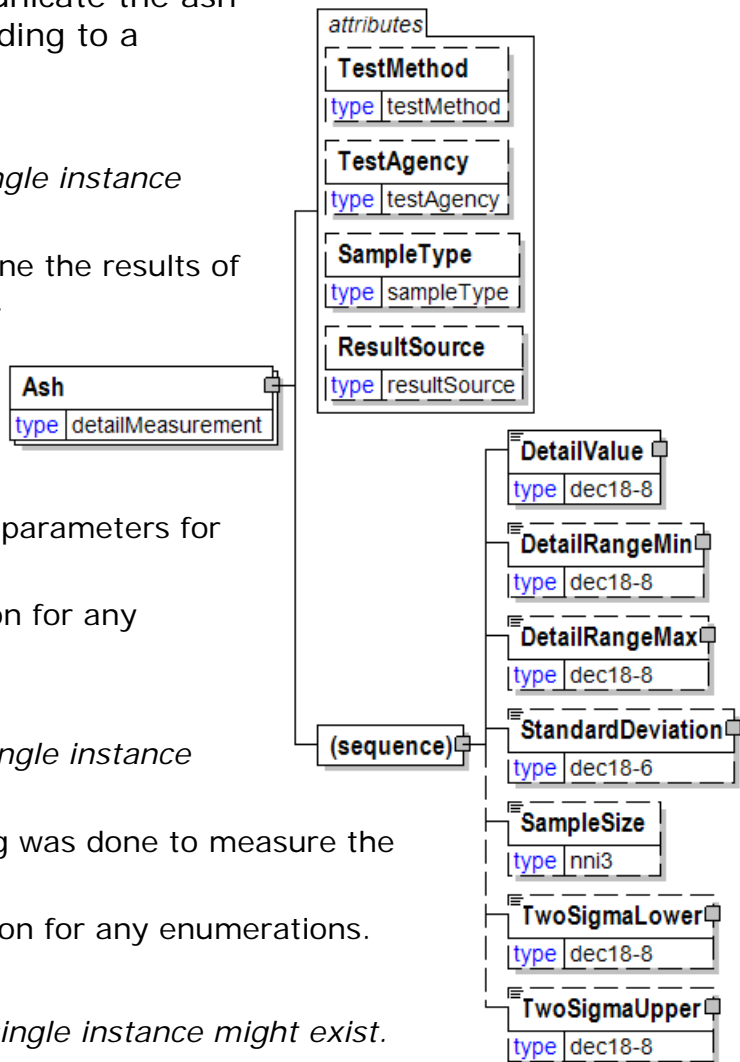 unicate the ash
ding to a
ngle instance
ne the results of
parameters for
on for any
ngle instance
g was done to measure the
on for any enumerations.
single instance might exist.
Ash
type detailMeasurement
attributes
TestMethod
type testMethod
TestAgency
type testAgency
SampleType
type sampleType
ResultSource
type resultSource
(sequence)
DetailValue
type dec18-8
DetailRangeMin
type dec18-8
DetailRangeMax
type dec18-8
StandardDeviation
type dec18-6
SampleSize
type nni3
TwoSigmaLower
type dec18-8
TwoSigmaUpper
type dec18-8